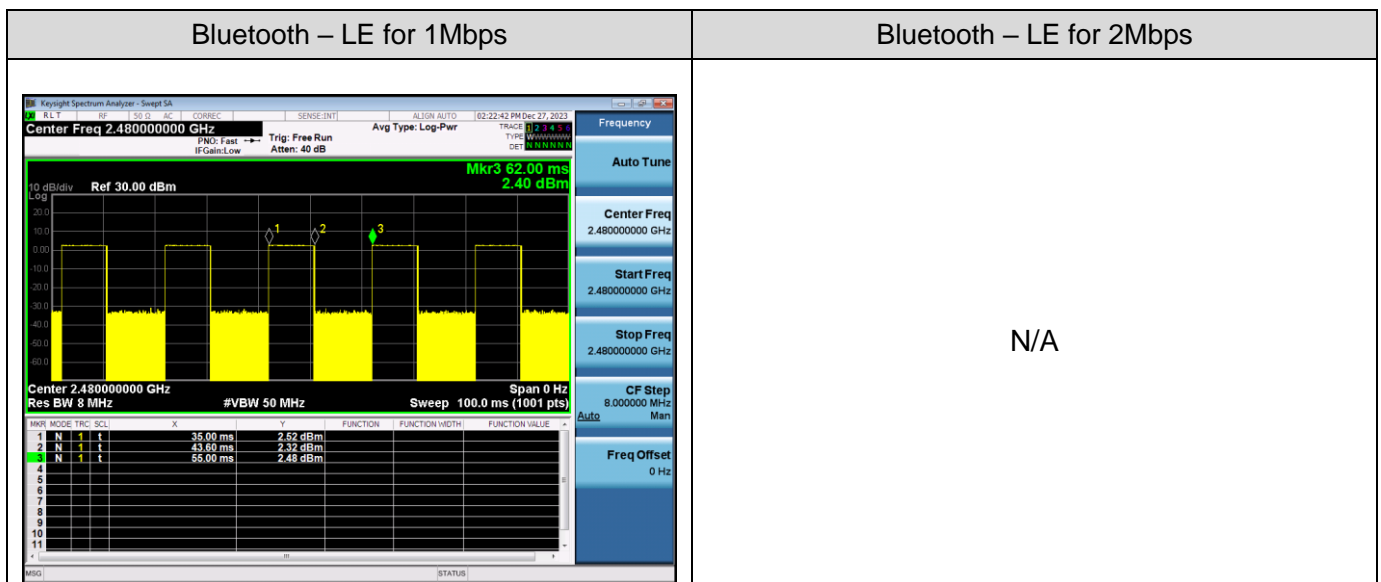 Bluetooth – LE for 1Mbps
Bluetooth – LE for 2Mbps
Keysight Spectrum Analyzer - Swept SA
RLT RF 50 Ω AC CORREC SENSE:INT ALIGN AUTO 02:22:42 PM Dec 27, 2023
Center Freq 2.480000000 GHz
PNO: Fast
IFGain:Low
Trig: Free Run
Atten: 40 dB
Avg Type: Log-Pwr
TRACE 1 2 3 4 5 6
TYPE WWWWWW
DET N N N N N N
Mkr3 62.00 ms
2.40 dBm
10 dB/div Ref 30.00 dBm
Log
20.0
10.0
0.00
-10.0
-20.0
-30.0
-40.0
-50.0
-60.0
1
2
3
Center 2.480000000 GHz Span 0 Hz
Res BW 8 MHz #VBW 50 MHz Sweep 100.0 ms (1001 pts)
MKR MODE TRC SCL X Y FUNCTION FUNCTION WIDTH FUNCTION VALUE
1 N 1 t 35.00 ms 2.52 dBm
2 N 1 t 43.60 ms 2.32 dBm
3 N 1 t 55.00 ms 2.48 dBm
4
5
6
7
8
9
10
11
MSG STATUS
Frequency
Auto Tune
Center Freq
2.480000000 GHz
Start Freq
2.480000000 GHz
Stop Freq
2.480000000 GHz
CF Step
8.000000 MHz
Auto Man
Freq Offset
0 Hz
N/A